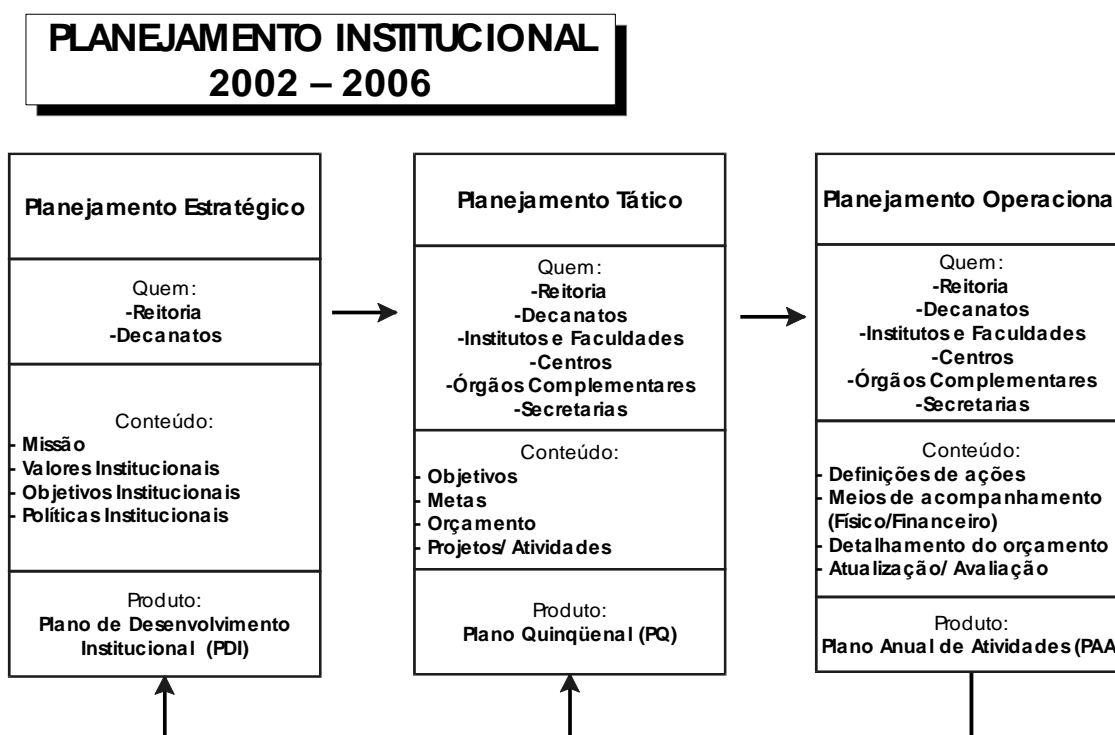 PLANEJAMENTO INSTITUCIONAL
2002 – 2006
Planejamento Estratégico
Quem:
-Reitoria
-Decanatos
Conteúdo:
- Missão
- Valores Institucionais
- Objetivos Institucionais
- Políticas Institucionais
Produto:
Plano de Desenvolvimento
Institucional (PDI)
Planejamento Tático
Quem:
-Reitoria
-Decanatos
-Institutos e Faculdades
-Centros
-Órgãos Complementares
-Secretarias
Conteúdo:
- Objetivos
- Metas
- Orçamento
- Projetos/ Atividades
Produto:
Plano Quinqüenal (PQ)
Planejamento Operaciona
Quem:
-Reitoria
-Decanatos
-Institutos e Faculdades
-Centros
-Órgãos Complementares
-Secretarias
Conteúdo:
- Definições de ações
- Meios de acompanhamento
(Físico/Financeiro)
- Detalhamento do orçamento
- Atualização/ Avaliação
Produto:
Plano Anual de Atividades (PAA